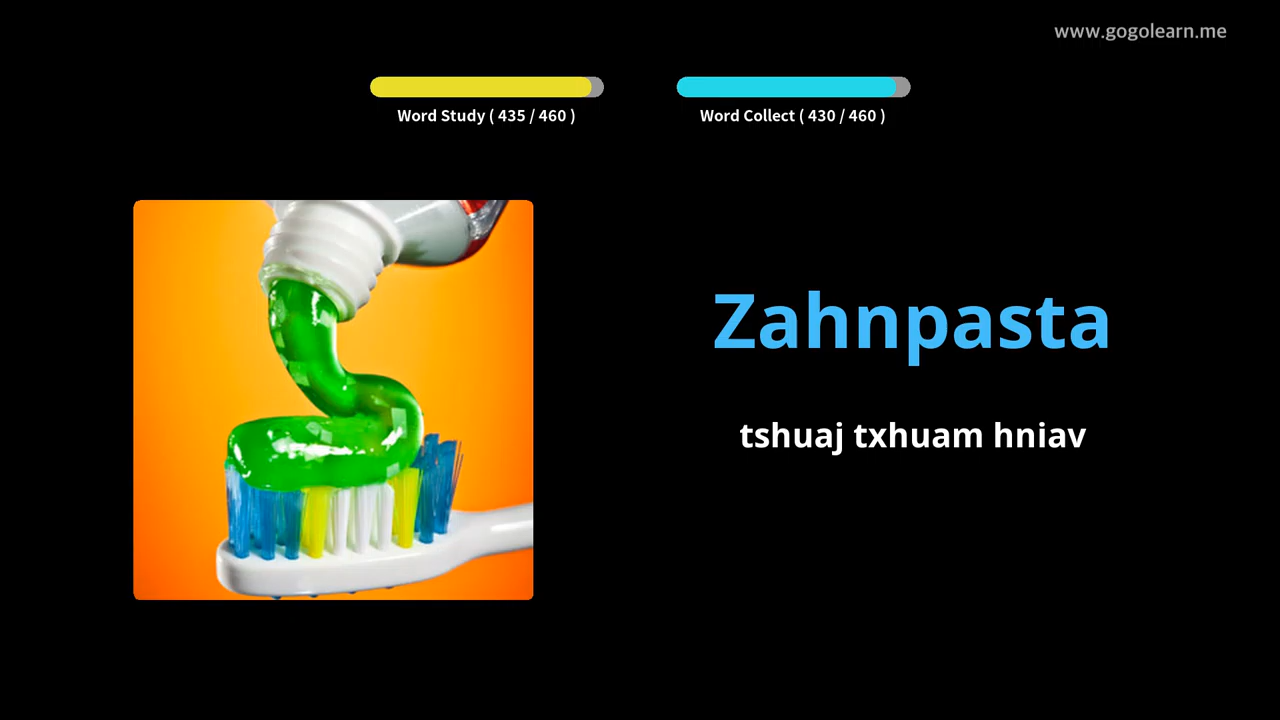 www.gogolearn.me
Word Study ( 435 / 460 )
Word Collect ( 430 / 460 )
Zahnpasta
tshuaj txhuam hniav